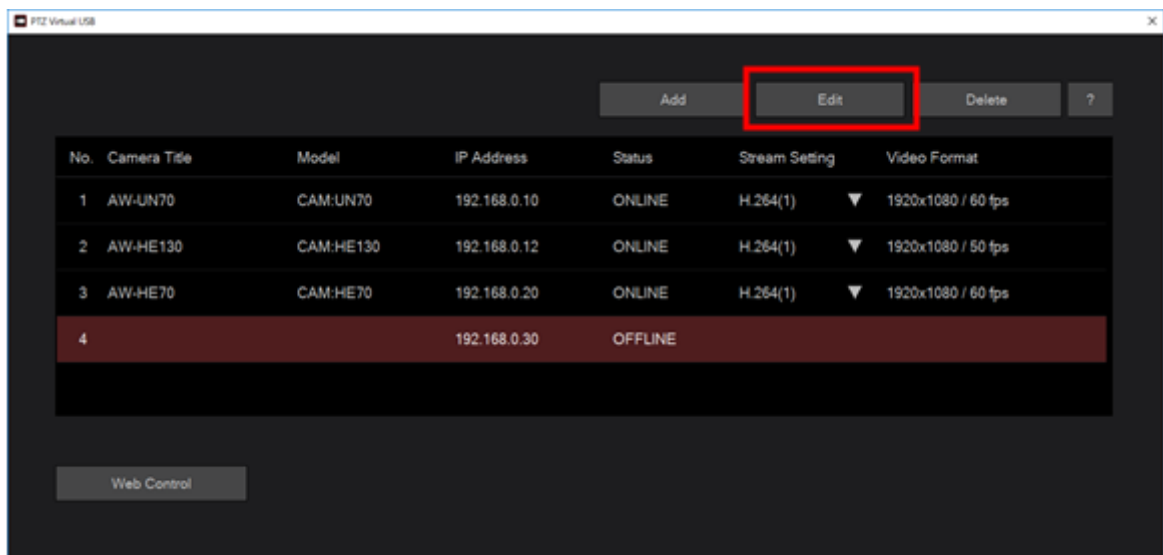 PTZ Virtual USB
Add Edit Delete ?
No. Camera Title Model IP Address Status Stream Setting Video Format
1 AW-UN70 CAM:UN70 192.168.0.10 ONLINE H.264(1) ▼ 1920x1080 / 60 fps
2 AW-HE130 CAM:HE130 192.168.0.12 ONLINE H.264(1) ▼ 1920x1080 / 50 fps
3 AW-HE70 CAM:HE70 192.168.0.20 ONLINE H.264(1) ▼ 1920x1080 / 60 fps
4 192.168.0.30 OFFLINE
Web Control